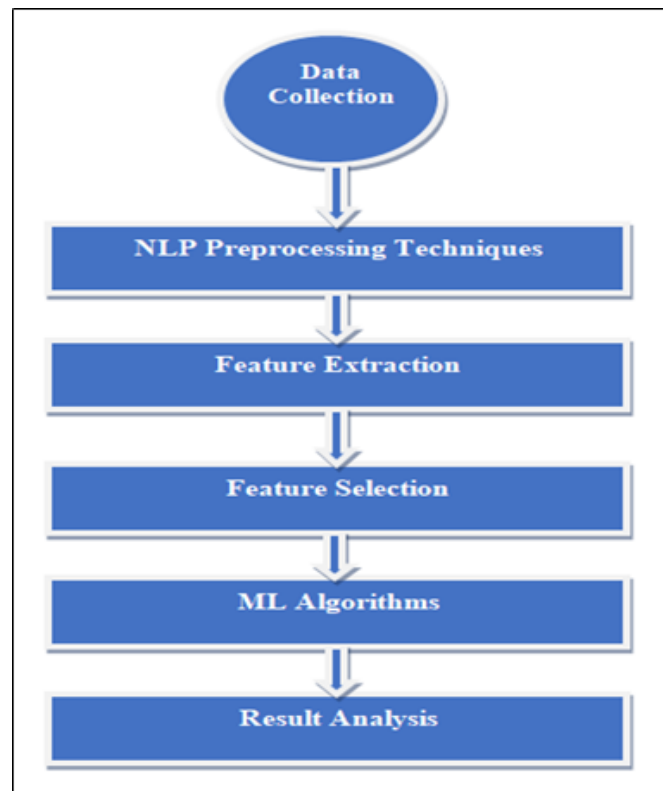 Data
Collection
NLP Preprocessing Techniques
Feature Extraction
Feature Selection
ML Algorithms
Result Analysis